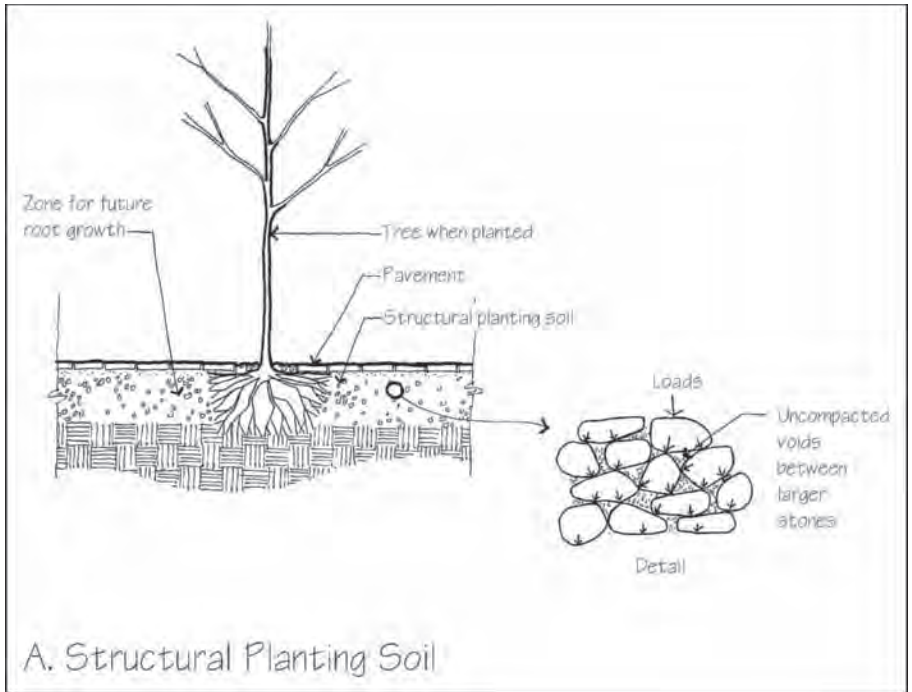 Zone for future
root growth
Tree when planted
Pavement
Structural planting soil
Loads
Uncompacted
voids
between
larger
stones
Detail
A. Structural Planting Soil